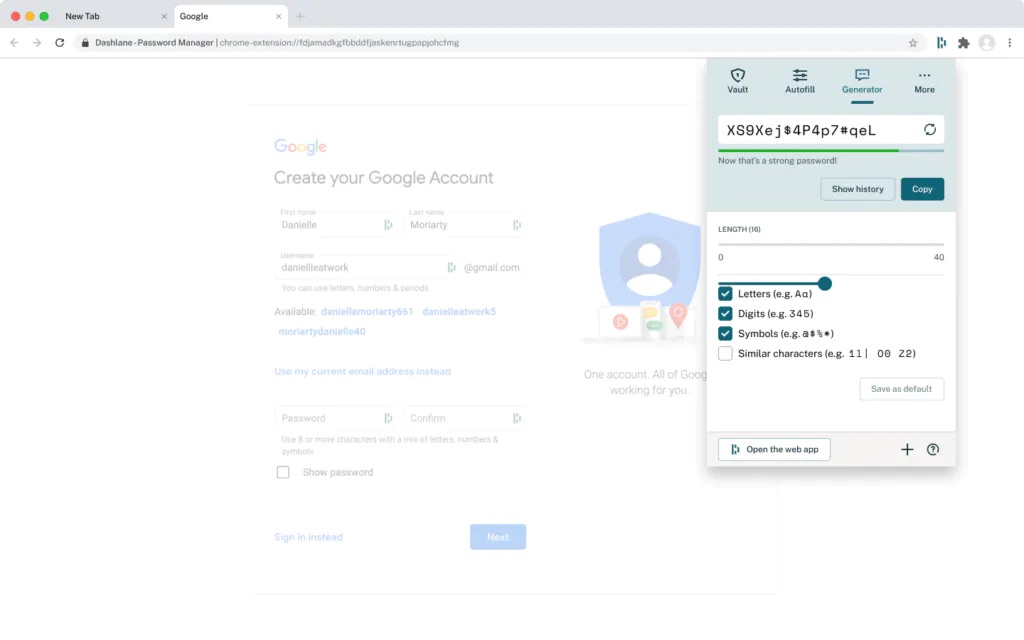 New Tab
Google
Dashlane - Password Manager | chrome-extension://fdjamadkgfbbddfjaskenrtugpapjohcfmg
Vault
Autofill
Generator
More
XS9Xej$4P4p7#qeL
Now that's a strong password!
Show history
Copy
LENGTH (16)
0
40
Letters (e.g. Aa)
Digits (e.g. 345)
Symbols (e.g. @$%*)
Similar characters (e.g. 1l| O0 Z2)
Save as default
Open the web app
Google
Create your Google Account
First name
Last name
Danielle
Moriarty
Username
daniellleatwork
@gmail.com
You can use letters, numbers & periods
Available: daniellemoriarty661 danielleatwork5
moriartydanielle40
Use my current email address instead
Password
Confirm
Use 8 or more characters with a mix of letters, numbers &
symbols
Show password
Sign in instead
Next
One account. All of Goog
working for you.